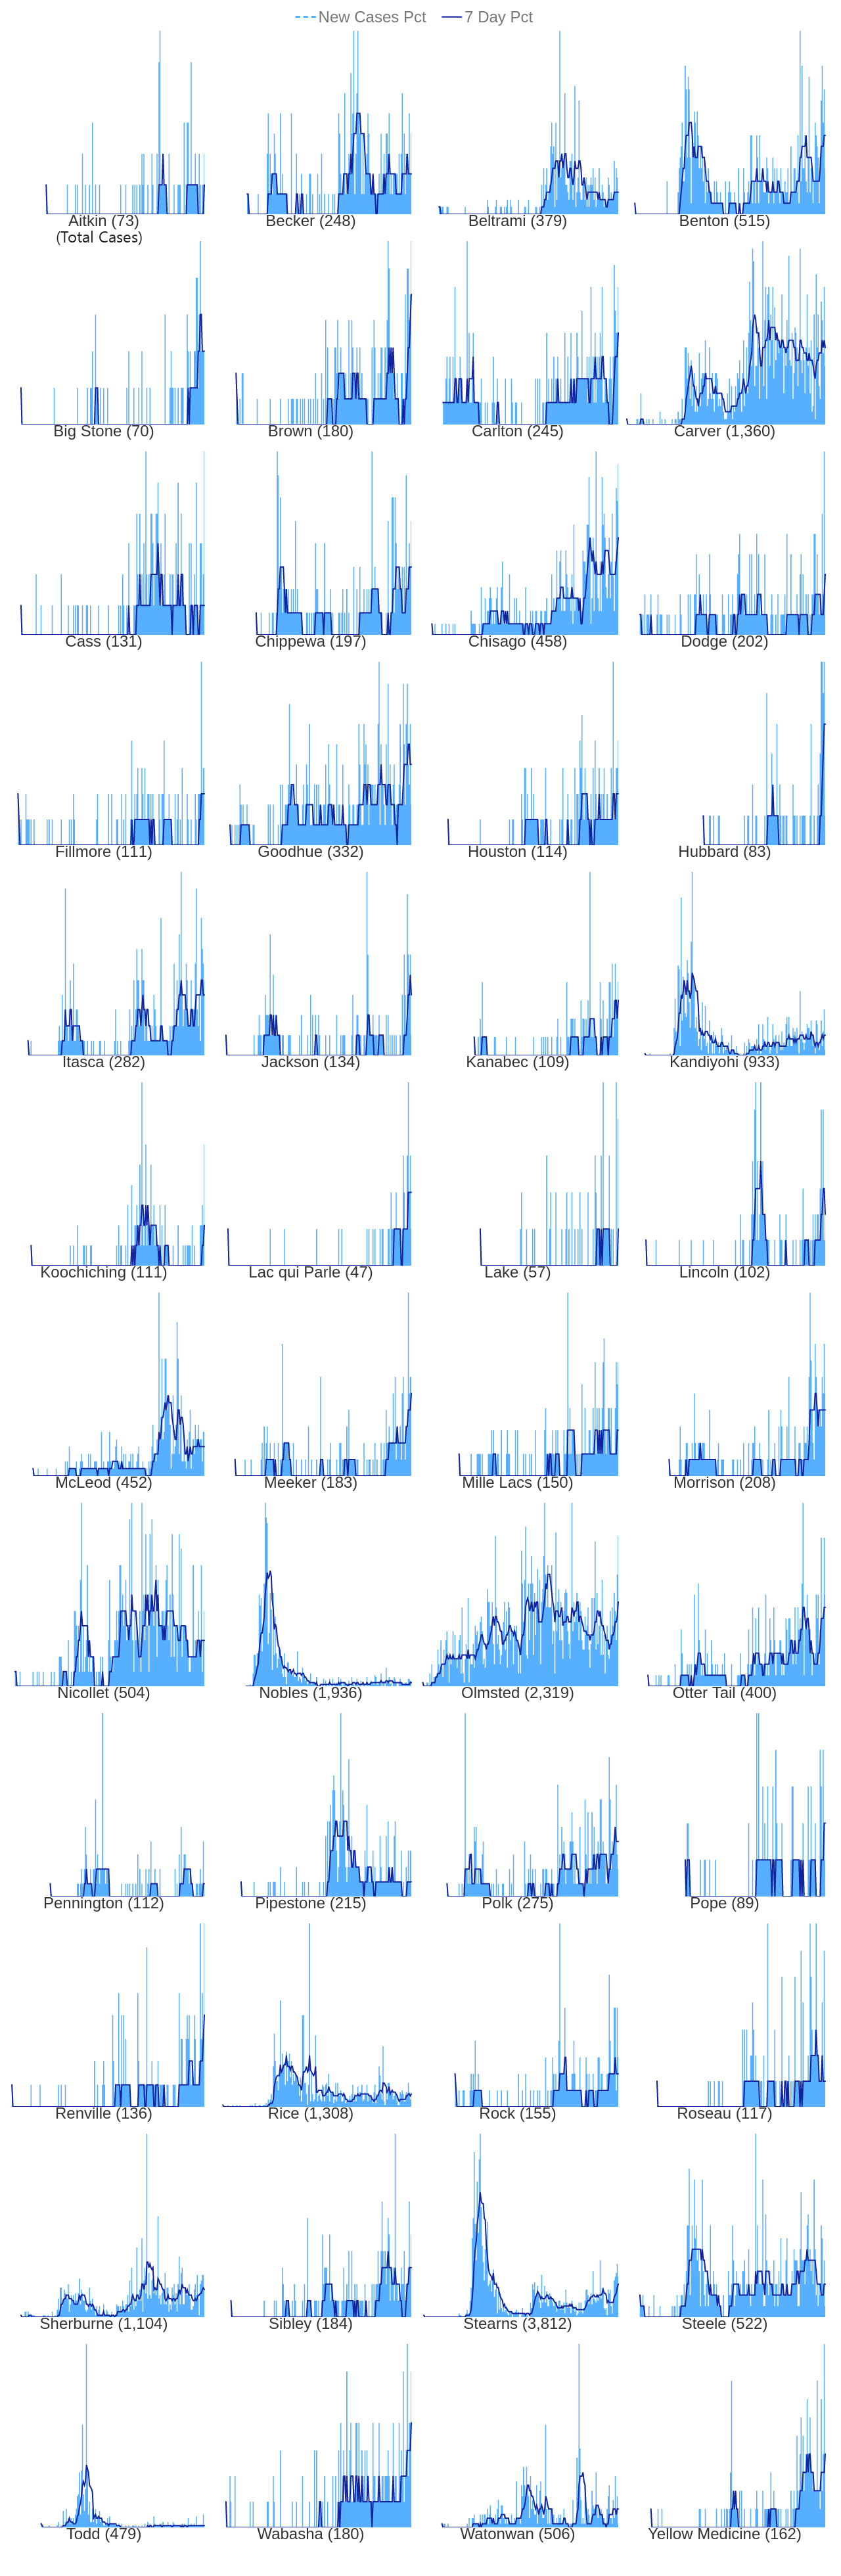 New Cases Pct 7 Day Pct
Aitkin (73) Becker (248) Beltrami (379) Benton (515)
(Total Cases)
Big Stone (70) Brown (180) Carlton (245) Carver (1,360)
Cass (131) Chippewa (197) Chisago (458) Dodge (202)
Fillmore (111) Goodhue (332) Houston (114) Hubbard (83)
Itasca (282) Jackson (134) Kanabec (109) Kandiyohi (933)
Koochiching (111) Lac qui Parle (47) Lake (57) Lincoln (102)
McLeod (452) Meeker (183) Mille Lacs (150) Morrison (208)
Nicollet (504) Nobles (1,936) Olmsted (2,319) Otter Tail (400)
Pennington (112) Pipestone (215) Polk (275) Pope (89)
Renville (136) Rice (1,308) Rock (155) Roseau (117)
Sherburne (1,104) Sibley (184) Stearns (3,812) Steele (522)
Todd (479) Wabasha (180) Watonwan (506) Yellow Medicine (162)